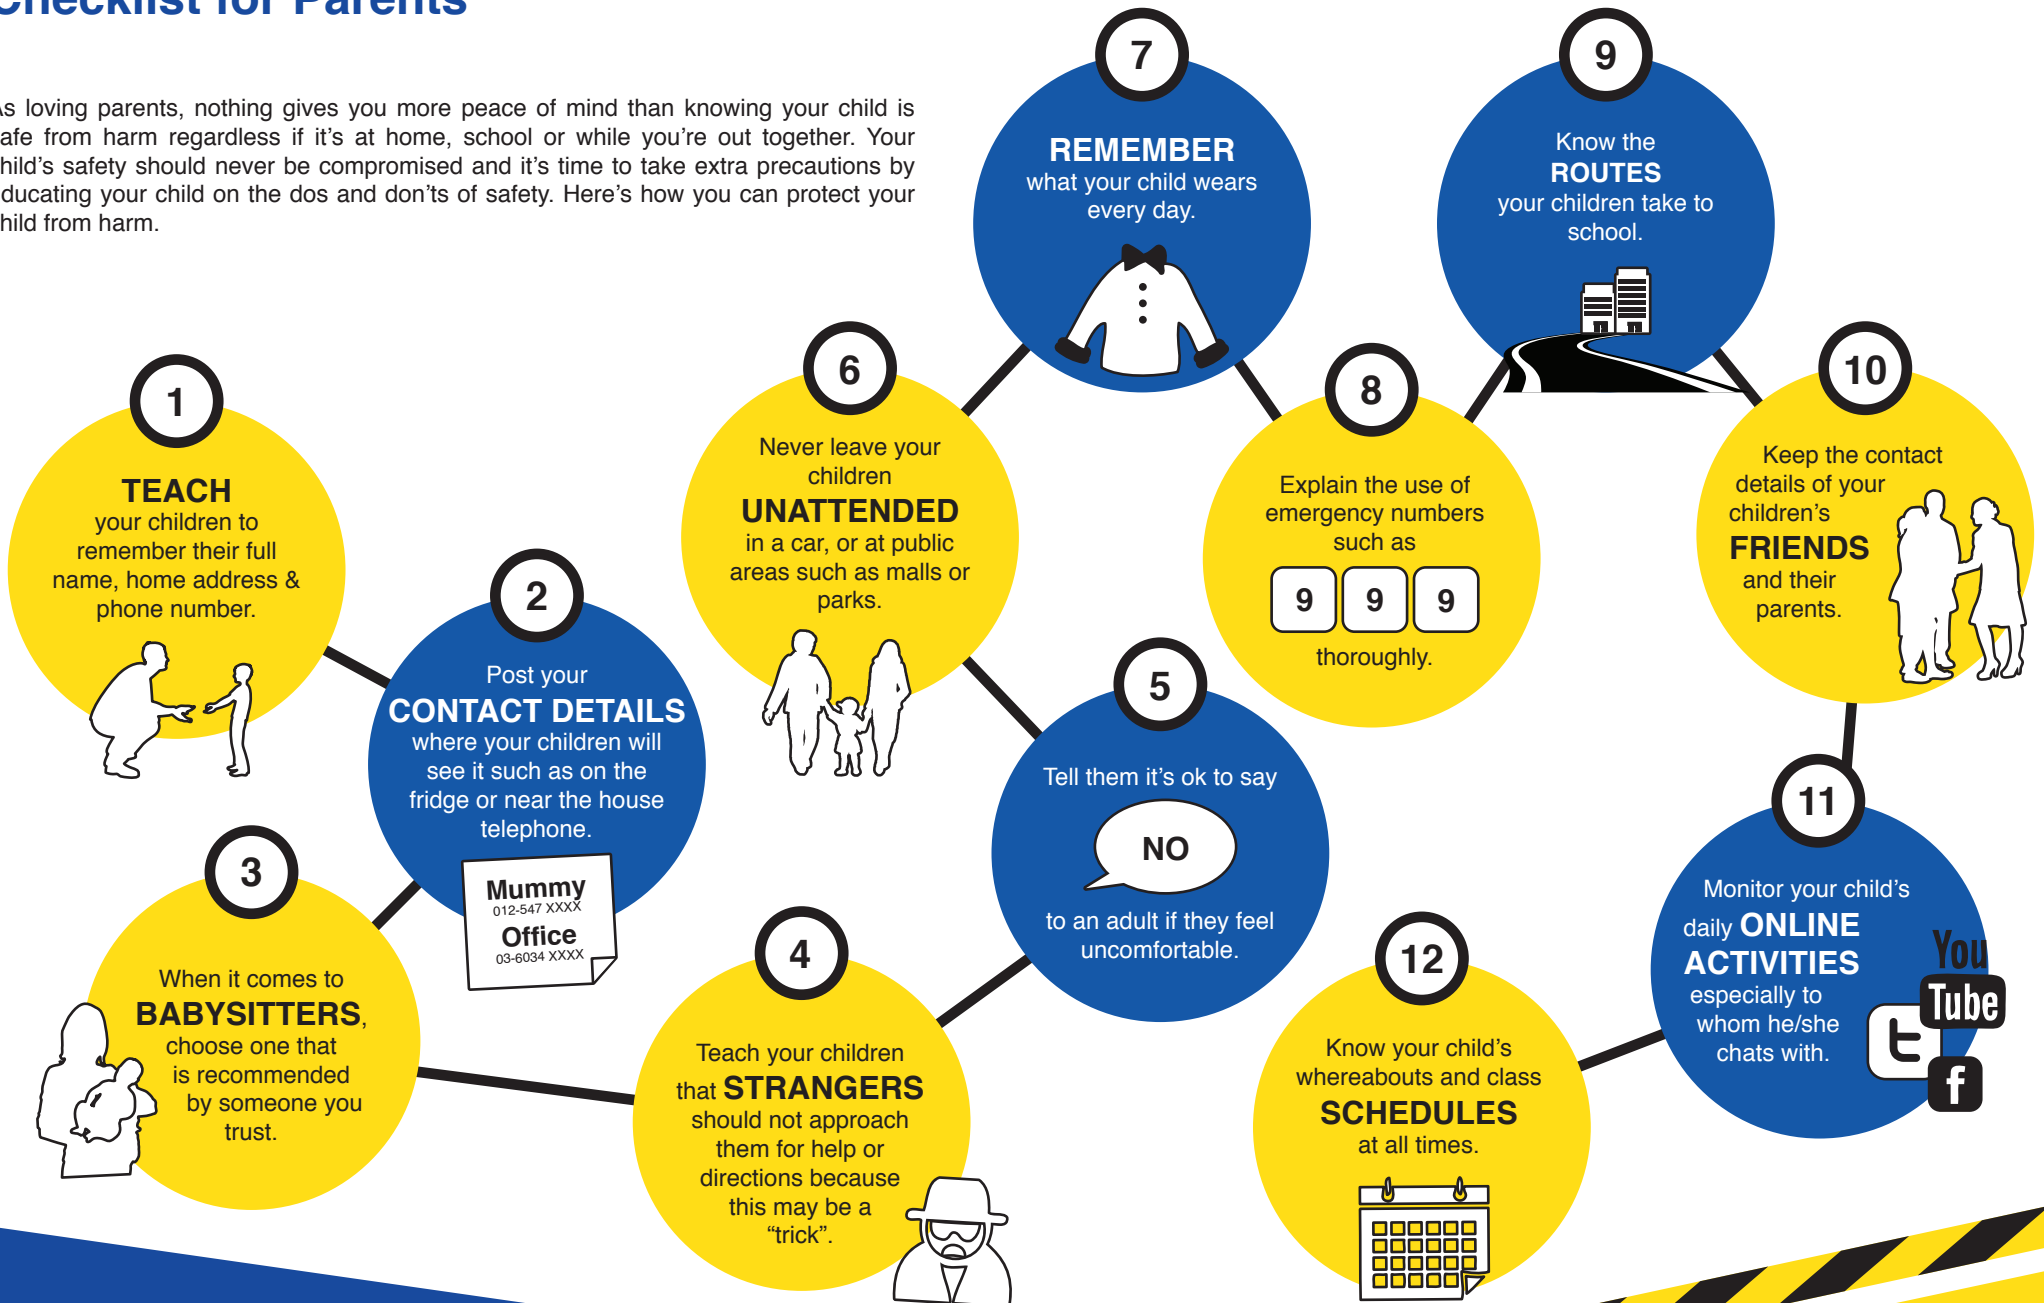 Checklist for Parents
As loving parents, nothing gives you more peace of mind than knowing your child is
safe from harm regardless if it's at home, school or while you're out together. Your
child's safety should never be compromised and it's time to take extra precautions by
educating your child on the dos and don'ts of safety. Here's how you can protect your
child from harm.
1
TEACH
your children to
remember their full
name, home address &
phone number.
2
Post your
CONTACT DETAILS
where your children will
see it such as on the
fridge or near the house
telephone.
Mummy
012-547 XXXX
Office
03-6034 XXXX
3
When it comes to
BABYSITTERS,
choose one that
is recommended
by someone you
trust.
4
Teach your children
that STRANGERS
should not approach
them for help or
directions because
this may be a
“trick”.
5
Tell them it's ok to say
NO
to an adult if they feel
uncomfortable.
6
Never leave your
children
UNATTENDED
in a car, or at public
areas such as malls or
parks.
7
REMEMBER
what your child wears
every day.
8
Explain the use of
emergency numbers
such as
9 9 9
thoroughly.
9
Know the
ROUTES
your children take to
school.
10
Keep the contact
details of your
children's
FRIENDS
and their
parents.
11
Monitor your child's
daily ONLINE
ACTIVITIES
especially to
whom he/she
chats with.
You
Tube
t
f
12
Know your child's
whereabouts and class
SCHEDULES
at all times.